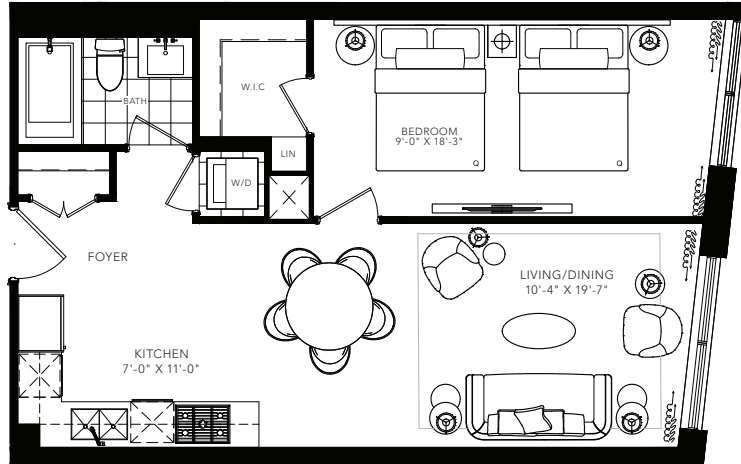 BATH
W.I.C
LIN
W/D
BEDROOM
9'-0" X 18'-3"
Q
Q
FOYER
LIVING/DINING
10'-4" X 19'-7"
KITCHEN
7'-0" X 11'-0"